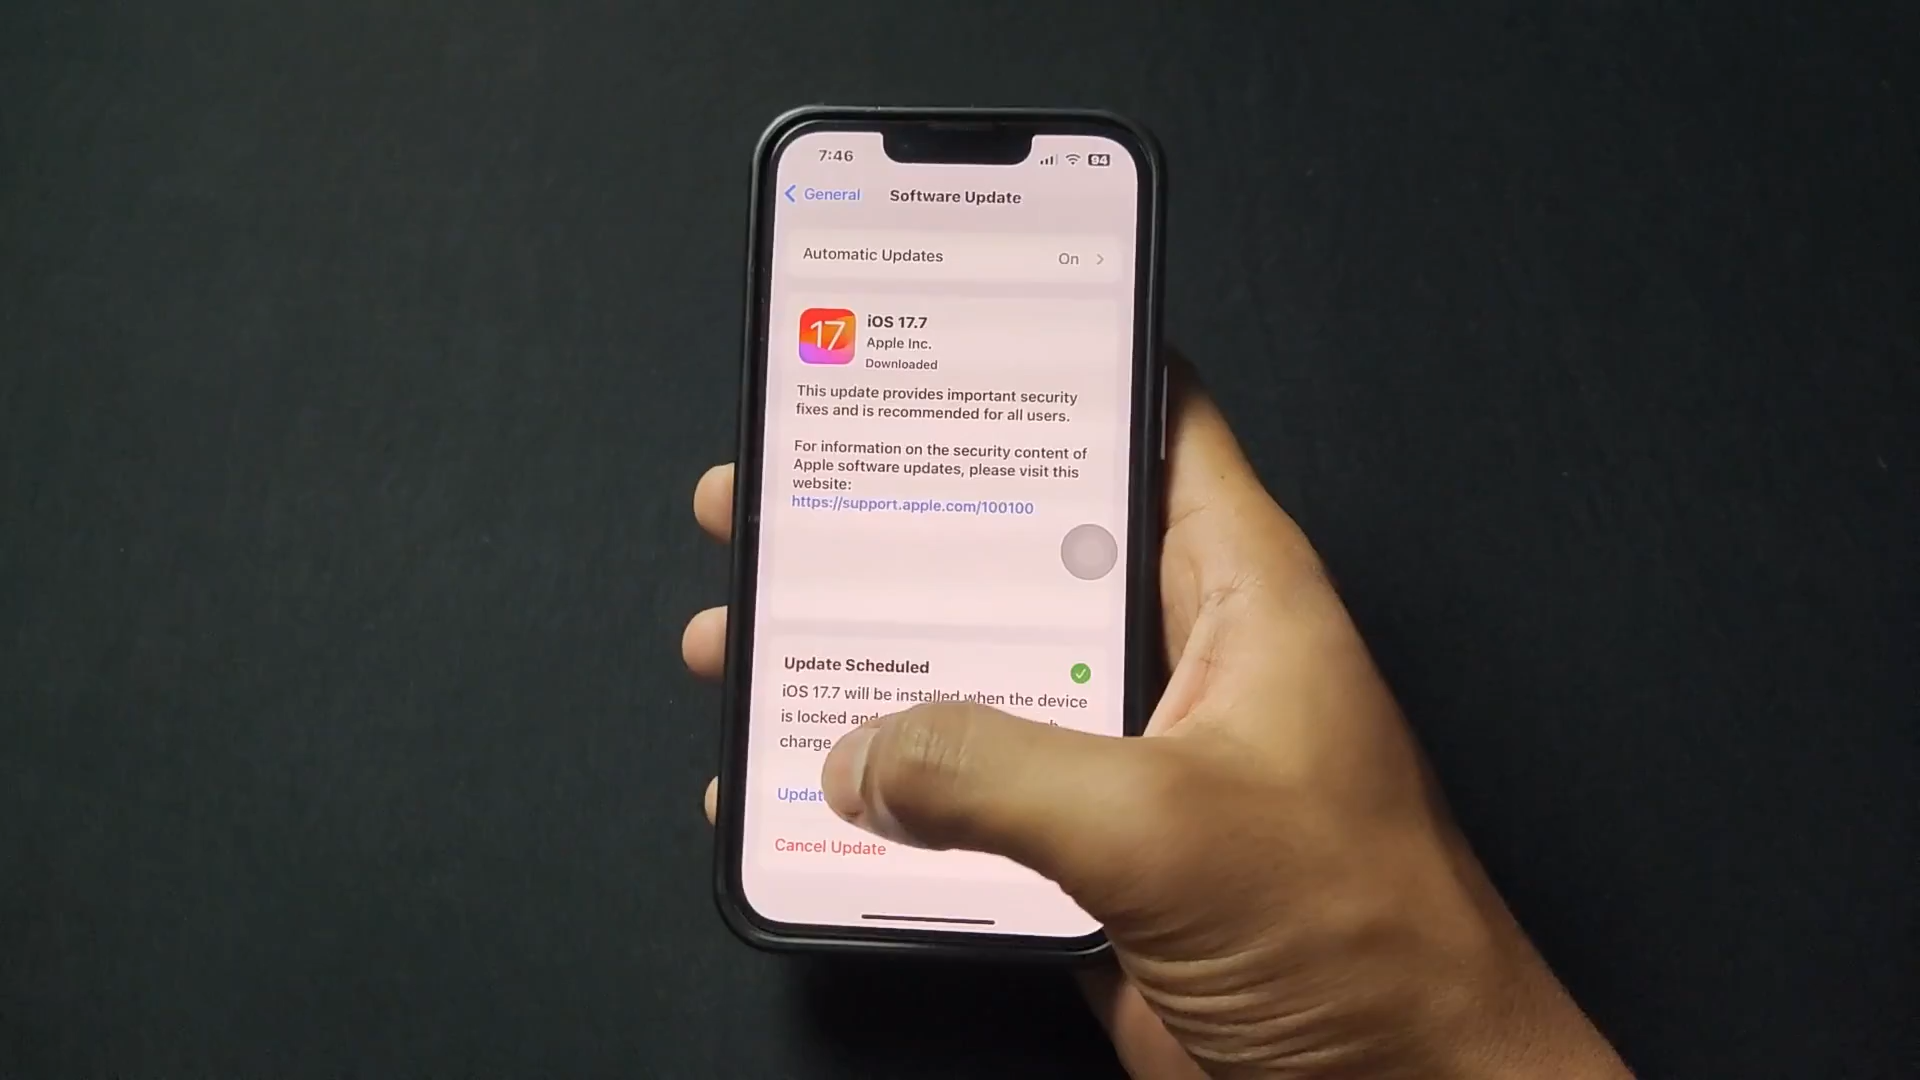 7:46
94
General
Software Update
Automatic Updates
On
17
iOS 17.7
Apple Inc.
Downloaded
This update provides important security
fixes and is recommended for all users.
For information on the security content of
Apple software updates, please visit this
website:
https://support.apple.com/100100
Update Scheduled
iOS 17.7 will be installed when the device
is locked and
charge
Cancel Update